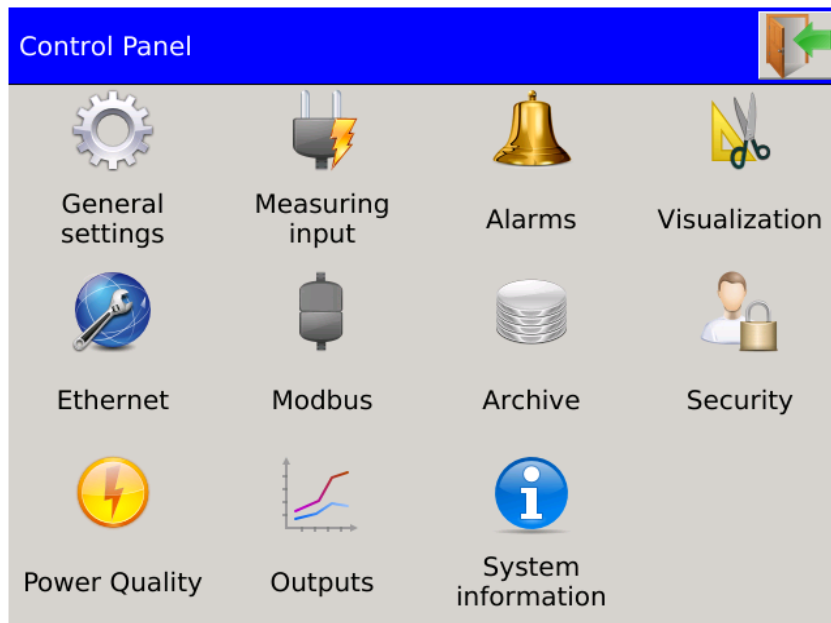 Control Panel
General
settings
Measuring
input
Alarms
Visualization
Ethernet
Modbus
Archive
Security
Power Quality
Outputs
System
information